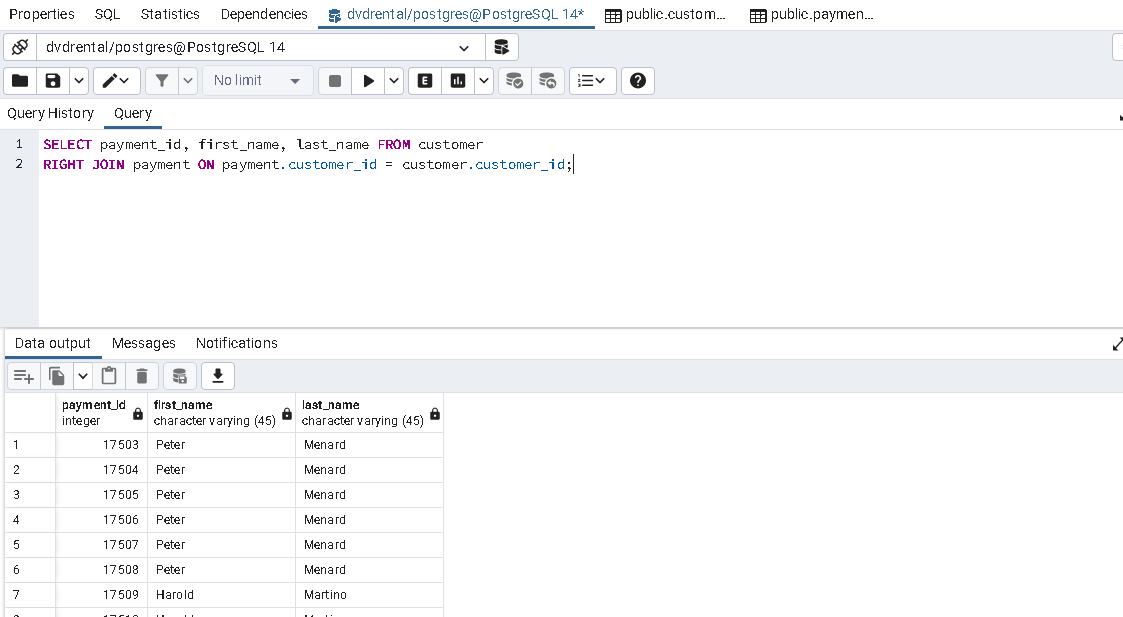 Properties SQL Statistics Dependencies dvdrental/postgres@PostgreSQL 14* public.custom... public.paymen...
dvdrental/postgres@PostgreSQL 14
No limit E
Query History Query
1 SELECT payment_id, first_name, last_name FROM customer
2 RIGHT JOIN payment ON payment.customer_id = customer.customer_id;
Data output Messages Notifications
payment_id first_name last_name
integer character varying (45) character varying (45)
1 17503 Peter Menard
2 17504 Peter Menard
3 17505 Peter Menard
4 17506 Peter Menard
5 17507 Peter Menard
6 17508 Peter Menard
7 17509 Harold Martino